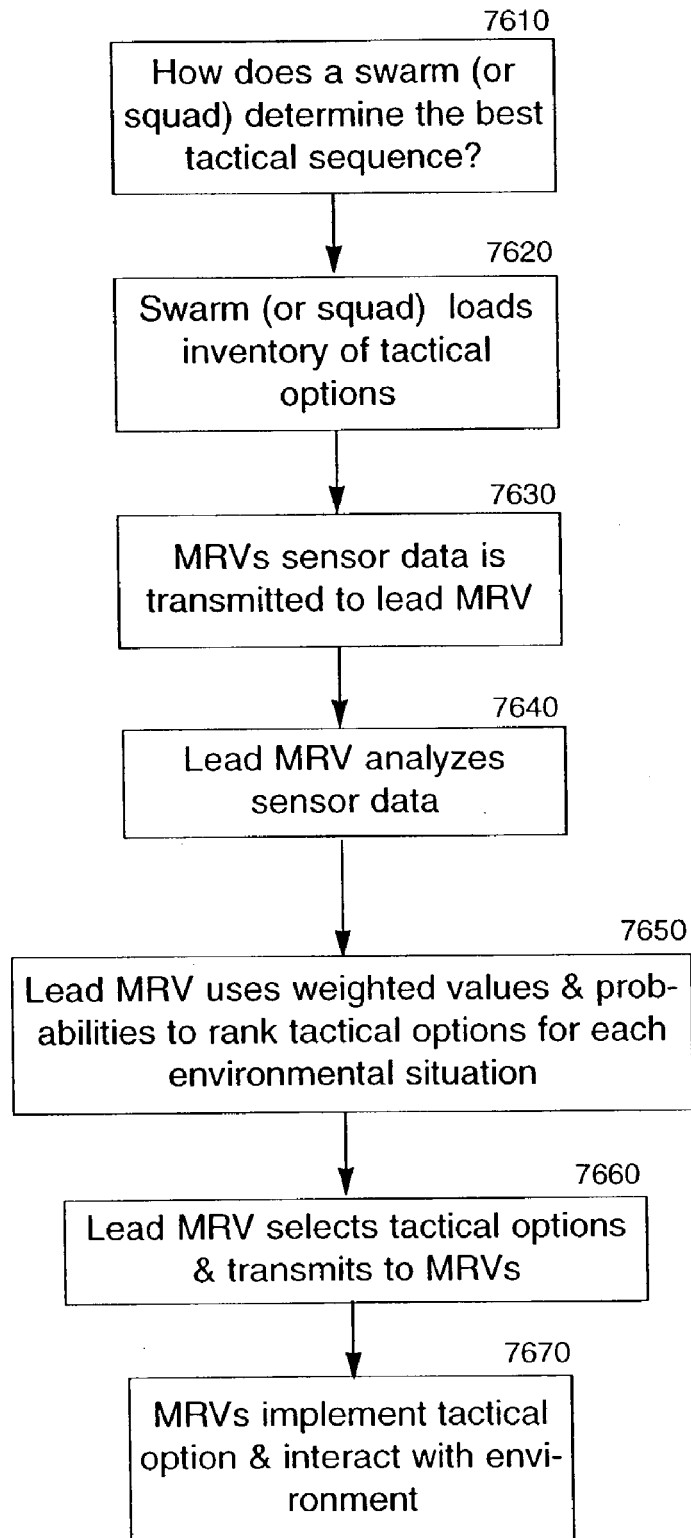 7610
How does a swarm (or
squad) determine the best
tactical sequence?
7620
Swarm (or squad) loads
inventory of tactical
options
7630
MRVs sensor data is
transmitted to lead MRV
7640
Lead MRV analyzes
sensor data
7650
Lead MRV uses weighted values & prob-
abilities to rank tactical options for each
environmental situation
7660
Lead MRV selects tactical options
& transmits to MRVs
7670
MRVs implement tactical
option & interact with envi-
ronment